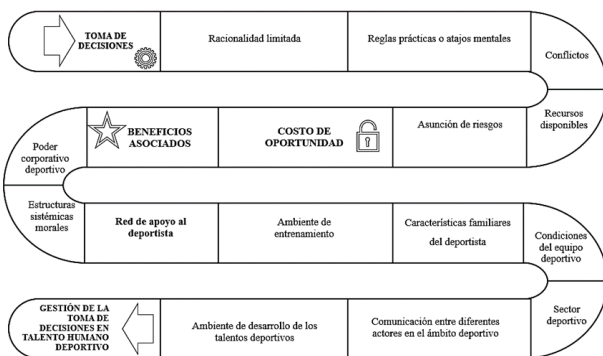 TOMA DE
DECISIONES
Racionalidad limitada
Reglas prácticas o atajos mentales
Conflictos
Recursos
disponibles
Asunción de riesgos
COSTO DE
OPORTUNIDAD
BENEFICIOS
ASOCIADOS
Poder
corporativo
deportivo
Estructuras
sistémicas
morales
Red de apoyo al
deportista
Ambiente de
entrenamiento
Características familiares
del deportista
Condiciones
del equipo
deportivo
Sector
deportivo
Comunicación entre diferentes
actores en el ámbito deportivo
Ambiente de desarrollo de los
talentos deportivos
GESTIÓN DE LA
TOMA DE
DECISIONES EN
TALENTO HUMANO
DEPORTIVO